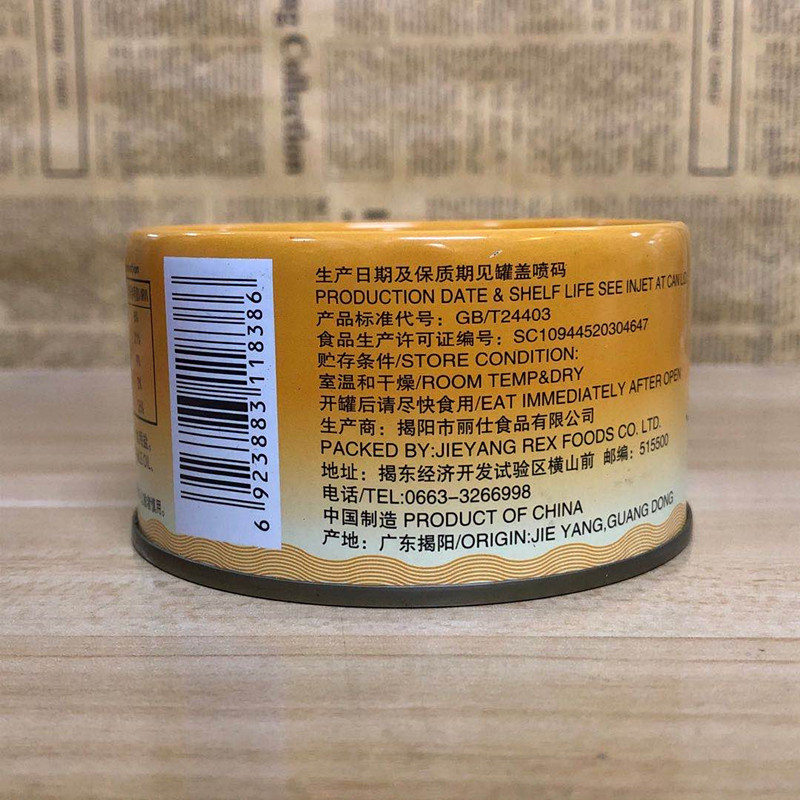 ng Collection
生产日期及保质期见罐盖喷码
PRODUCTION DATE & SHELF LIFE SEE INJET AT CAN LID
产品标准代号：GB/T24403
食品生产许可证编号：SC10944520304647
贮存条件/STORE CONDITION:
室温和干燥/ROOM TEMP&DRY
开罐后请尽快食用/EAT IMMEDIATELY AFTER OPEN
生产商：揭阳市丽仕食品有限公司
PACKED BY:JIEYANG REX FOODS CO. LTD.
地址：揭东经济开发试验区横山前 邮编：515500
电话/TEL:0663-3266998
中国制造 PRODUCT OF CHINA
产地：广东揭阳/ORIGIN:JIE YANG,GUANG DONG
6 923883 118386